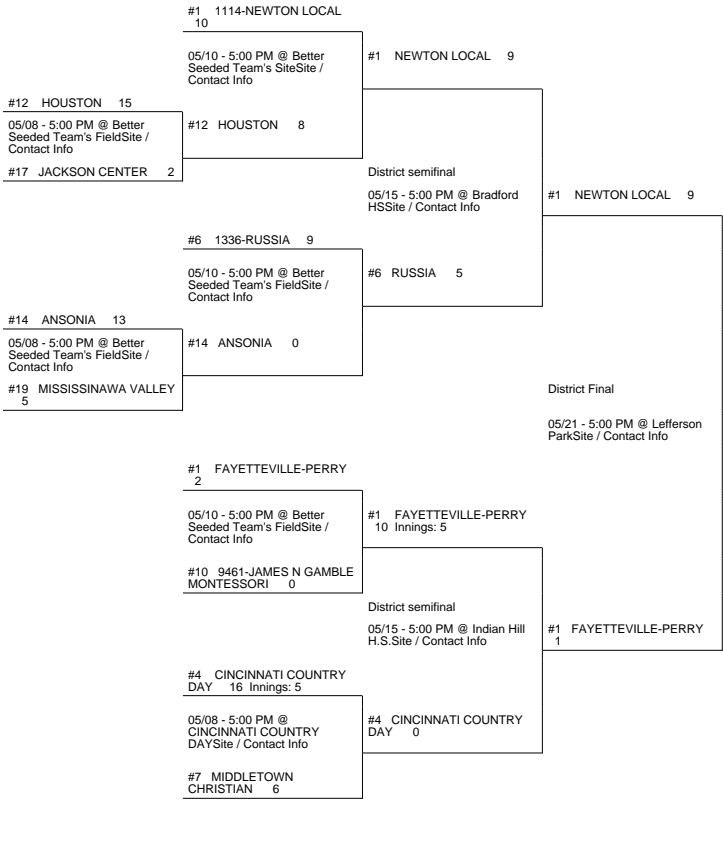 #1 1114-NEWTON LOCAL
10
05/10 - 5:00 PM @ Better
Seeded Team's SiteSite /
Contact Info
#1 NEWTON LOCAL 9
#12 HOUSTON 15
05/08 - 5:00 PM @ Better
Seeded Team's FieldSite /
Contact Info
#12 HOUSTON 8
#17 JACKSON CENTER 2
District semifinal
05/15 - 5:00 PM @ Bradford
HSSite / Contact Info
#1 NEWTON LOCAL 9
#6 1336-RUSSIA 9
05/10 - 5:00 PM @ Better
Seeded Team's FieldSite /
Contact Info
#6 RUSSIA 5
#14 ANSONIA 13
05/08 - 5:00 PM @ Better
Seeded Team's FieldSite /
Contact Info
#14 ANSONIA 0
#19 MISSISSINAWA VALLEY
5
District Final
05/21 - 5:00 PM @ Lefferson
ParkSite / Contact Info
#1 FAYETTEVILLE-PERRY
2
05/10 - 5:00 PM @ Better
Seeded Team's FieldSite /
Contact Info
#1 FAYETTEVILLE-PERRY
10 Innings: 5
#10 9461-JAMES N GAMBLE
MONTESSORI 0
District semifinal
05/15 - 5:00 PM @ Indian Hill
H.S.Site / Contact Info
#1 FAYETTEVILLE-PERRY
1
#4 CINCINNATI COUNTRY
DAY 16 Innings: 5
05/08 - 5:00 PM @
CINCINNATI COUNTRY
DAYSite / Contact Info
#4 CINCINNATI COUNTRY
DAY 0
#7 MIDDLETOWN
CHRISTIAN 6